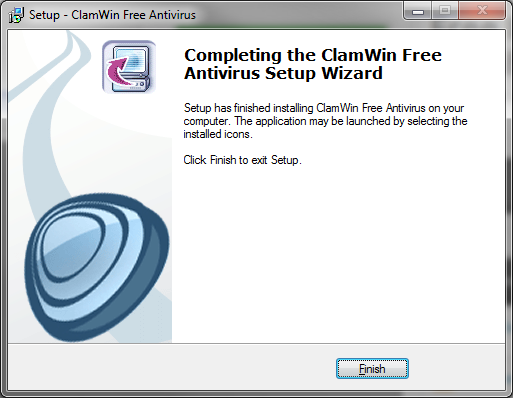 Setup - ClamWin Free Antivirus
Completing the ClamWin Free
Antivirus Setup Wizard
Setup has finished installing ClamWin Free Antivirus on your
computer. The application may be launched by selecting the
installed icons.
Click Finish to exit Setup.
Finish